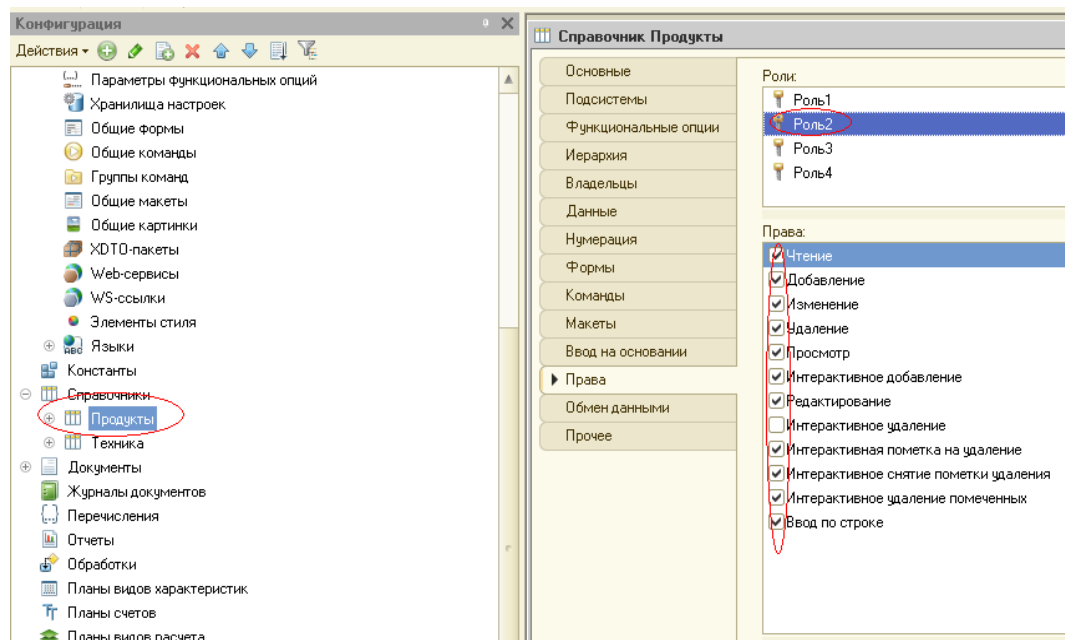 Конфигурация
Действия
Параметры функциональных опций
Хранилища настроек
Общие формы
Общие команды
Группы команд
Общие макеты
Общие картинки
XDTO-пакеты
Web-сервисы
WS-ссылки
Элементы стиля
Языки
Константы
Справочники
Продукты
Техника
Документы
Журналы документов
Перечисления
Отчеты
Обработки
Планы видов характеристик
Планы счетов
Планы видов расчета
Справочник Продукты
Основные
Подсистемы
Функциональные опции
Иерархия
Владельцы
Данные
Нумерация
Формы
Команды
Макеты
Ввод на основании
Права
Обмен данными
Прочее
Роли:
Роль1
Роль2
Роль3
Роль4
Права:
Чтение
Добавление
Изменение
Удаление
Просмотр
Интерактивное добавление
Редактирование
Интерактивное удаление
Интерактивная пометка на удаление
Интерактивное снятие пометки удаления
Интерактивное удаление помеченных
Ввод по строке